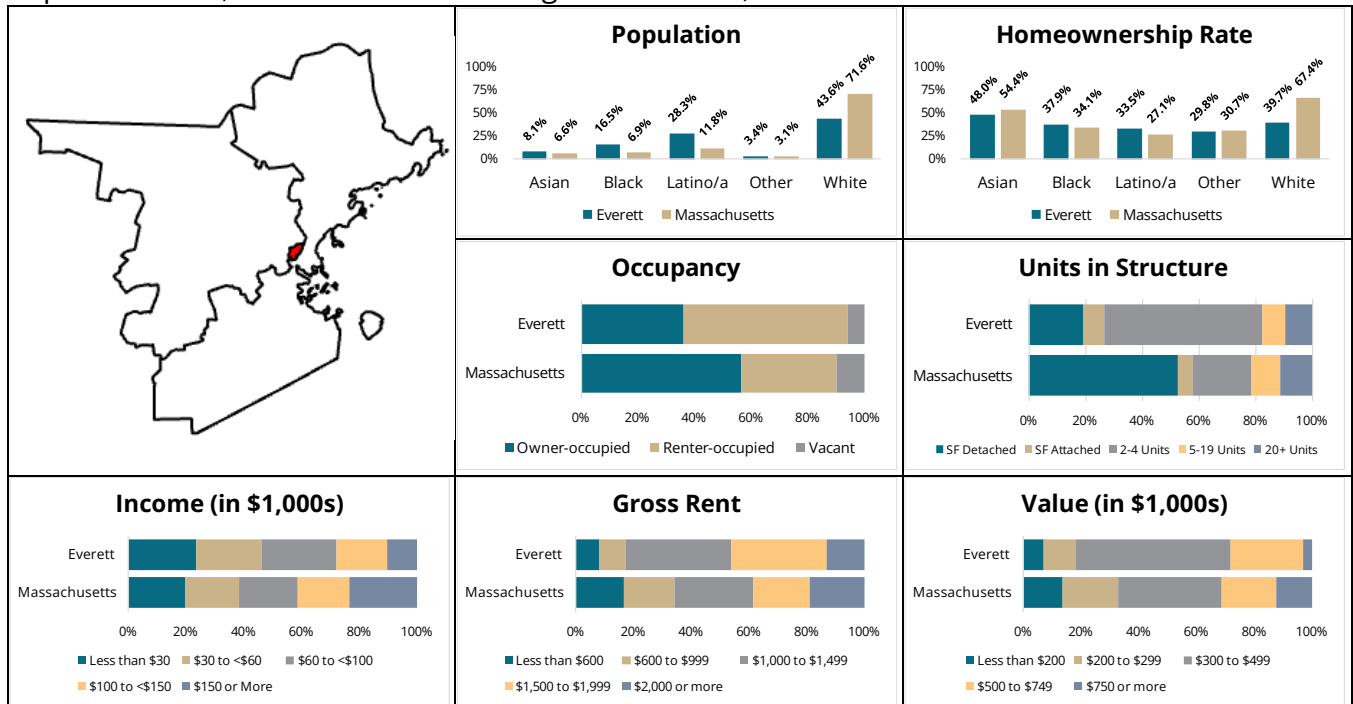 Population
100%
75%
50%
25%
0%
8.1% 6.6% 16.5% 6.9% 28.3% 11.8% 3.4% 3.1% 43.6% 71.6%
Asian Black Latino/a Other White
Everett Massachusetts
Homeownership Rate
100%
75%
50%
25%
0%
48.0% 54.4% 37.9% 34.1% 33.5% 27.1% 29.8% 30.7% 39.7% 67.4%
Asian Black Latino/a Other White
Everett Massachusetts
Occupancy
Everett
Massachusetts
0% 20% 40% 60% 80% 100%
Owner-occupied Renter-occupied Vacant
Units in Structure
Everett
Massachusetts
0% 20% 40% 60% 80% 100%
SF Detached SF Attached 2-4 Units 5-19 Units 20+ Units
Income (in $1,000s)
Everett
Massachusetts
0% 20% 40% 60% 80% 100%
Less than $30 $30 to <$60 $60 to <$100
$100 to <$150 $150 or More
Gross Rent
Everett
Massachusetts
0% 20% 40% 60% 80% 100%
Less than $600 $600 to $999 $1,000 to $1,499
$1,500 to $1,999 $2,000 or more
Value (in $1,000s)
Everett
Massachusetts
0% 20% 40% 60% 80% 100%
Less than $200 $200 to $299 $300 to $499
$500 to $749 $750 or more